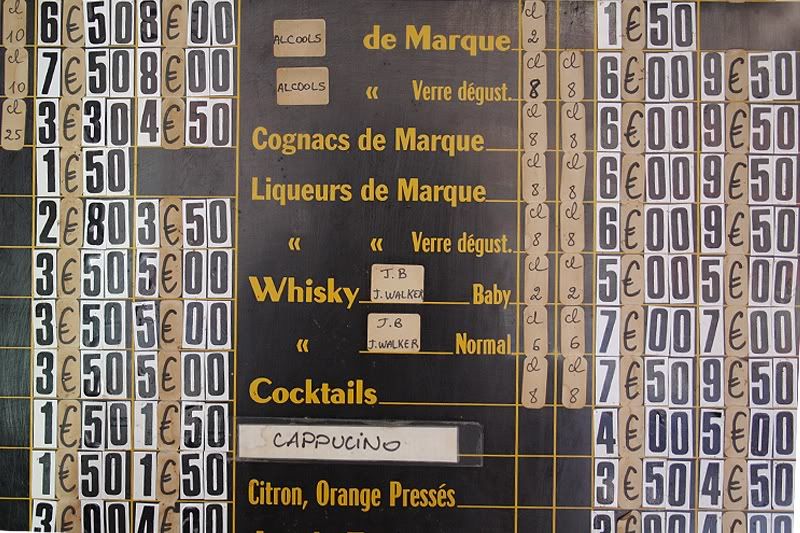 cl 10 6€50 8€00 ALCOOLS de Marque cl 2 1€50
cl 10 7€50 8€00 ALCOOLS « Verre dégust. cl 8 cl 8 6€00 9€50
cl 25 3€30 4€50 Cognacs de Marque cl 8 cl 8 6€00 9€50
1€50 Liqueurs de Marque cl 8 cl 8 6€00 9€50
2€80 3€50 « « Verre dégust. cl 8 cl 8 6€00 9€50
3€50 5€00 Whisky J.B J.WALKER Baby cl 2 cl 2 5€00 5€00
3€50 5€00 « J.B J.WALKER Normal cl 6 cl 6 7€00 7€00
3€50 5€00 Cocktails cl 8 cl 8 7€50 9€50
1€50 1€50 CAPPUCINO 4€00 5€00
1€50 1€50 Citron, Orange Pressés 3€50 4€50
3€00 4€00